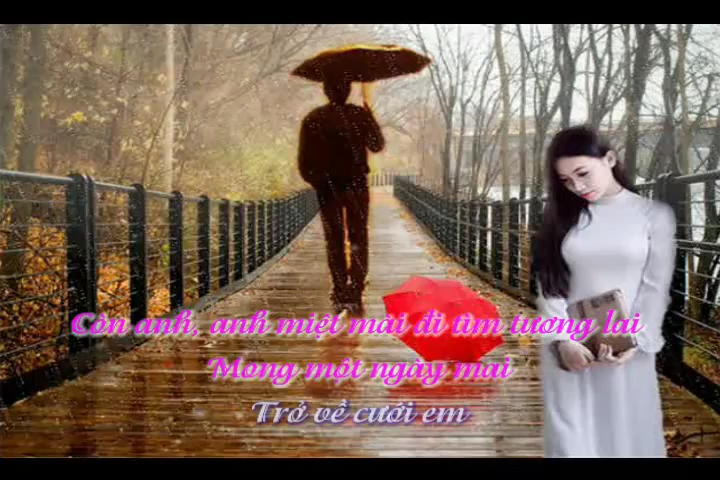 Còn anh, anh miệt mài đi tìm tương lai
Mong một ngày mai
Trở về cưới em